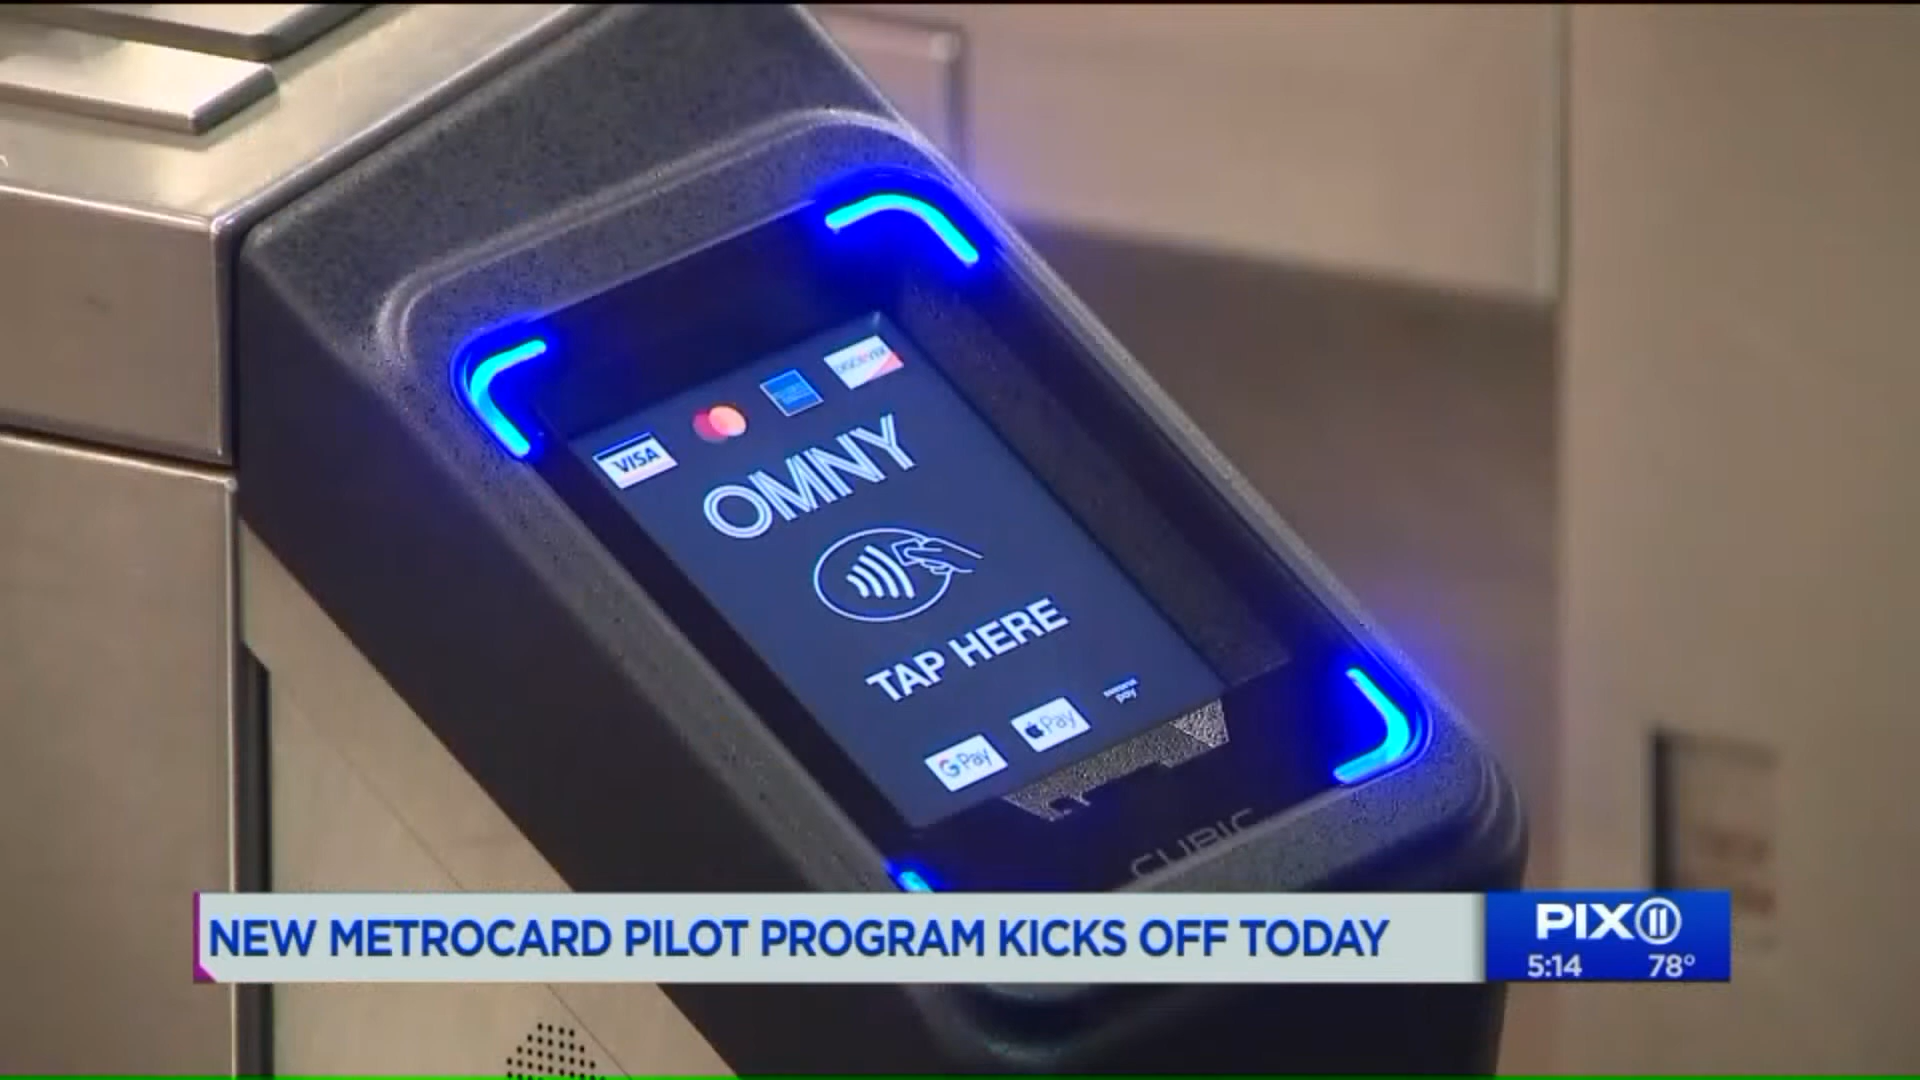 VISA
DISCOVER
OMNY
TAP HERE
G Pay
Pay
pay
CUBIC
NEW METROCARD PILOT PROGRAM KICKS OFF TODAY
PIX11
5:14 78°